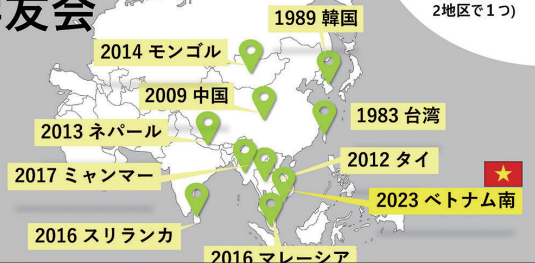 友会
2地区で1つ)
1989 韓国
2014 モンゴル
2009 中国
1983 台湾
2013 ネパール
2012 タイ
2017 ミャンマー
2023 ベトナム南
2016 スリランカ
2016 マレーシア